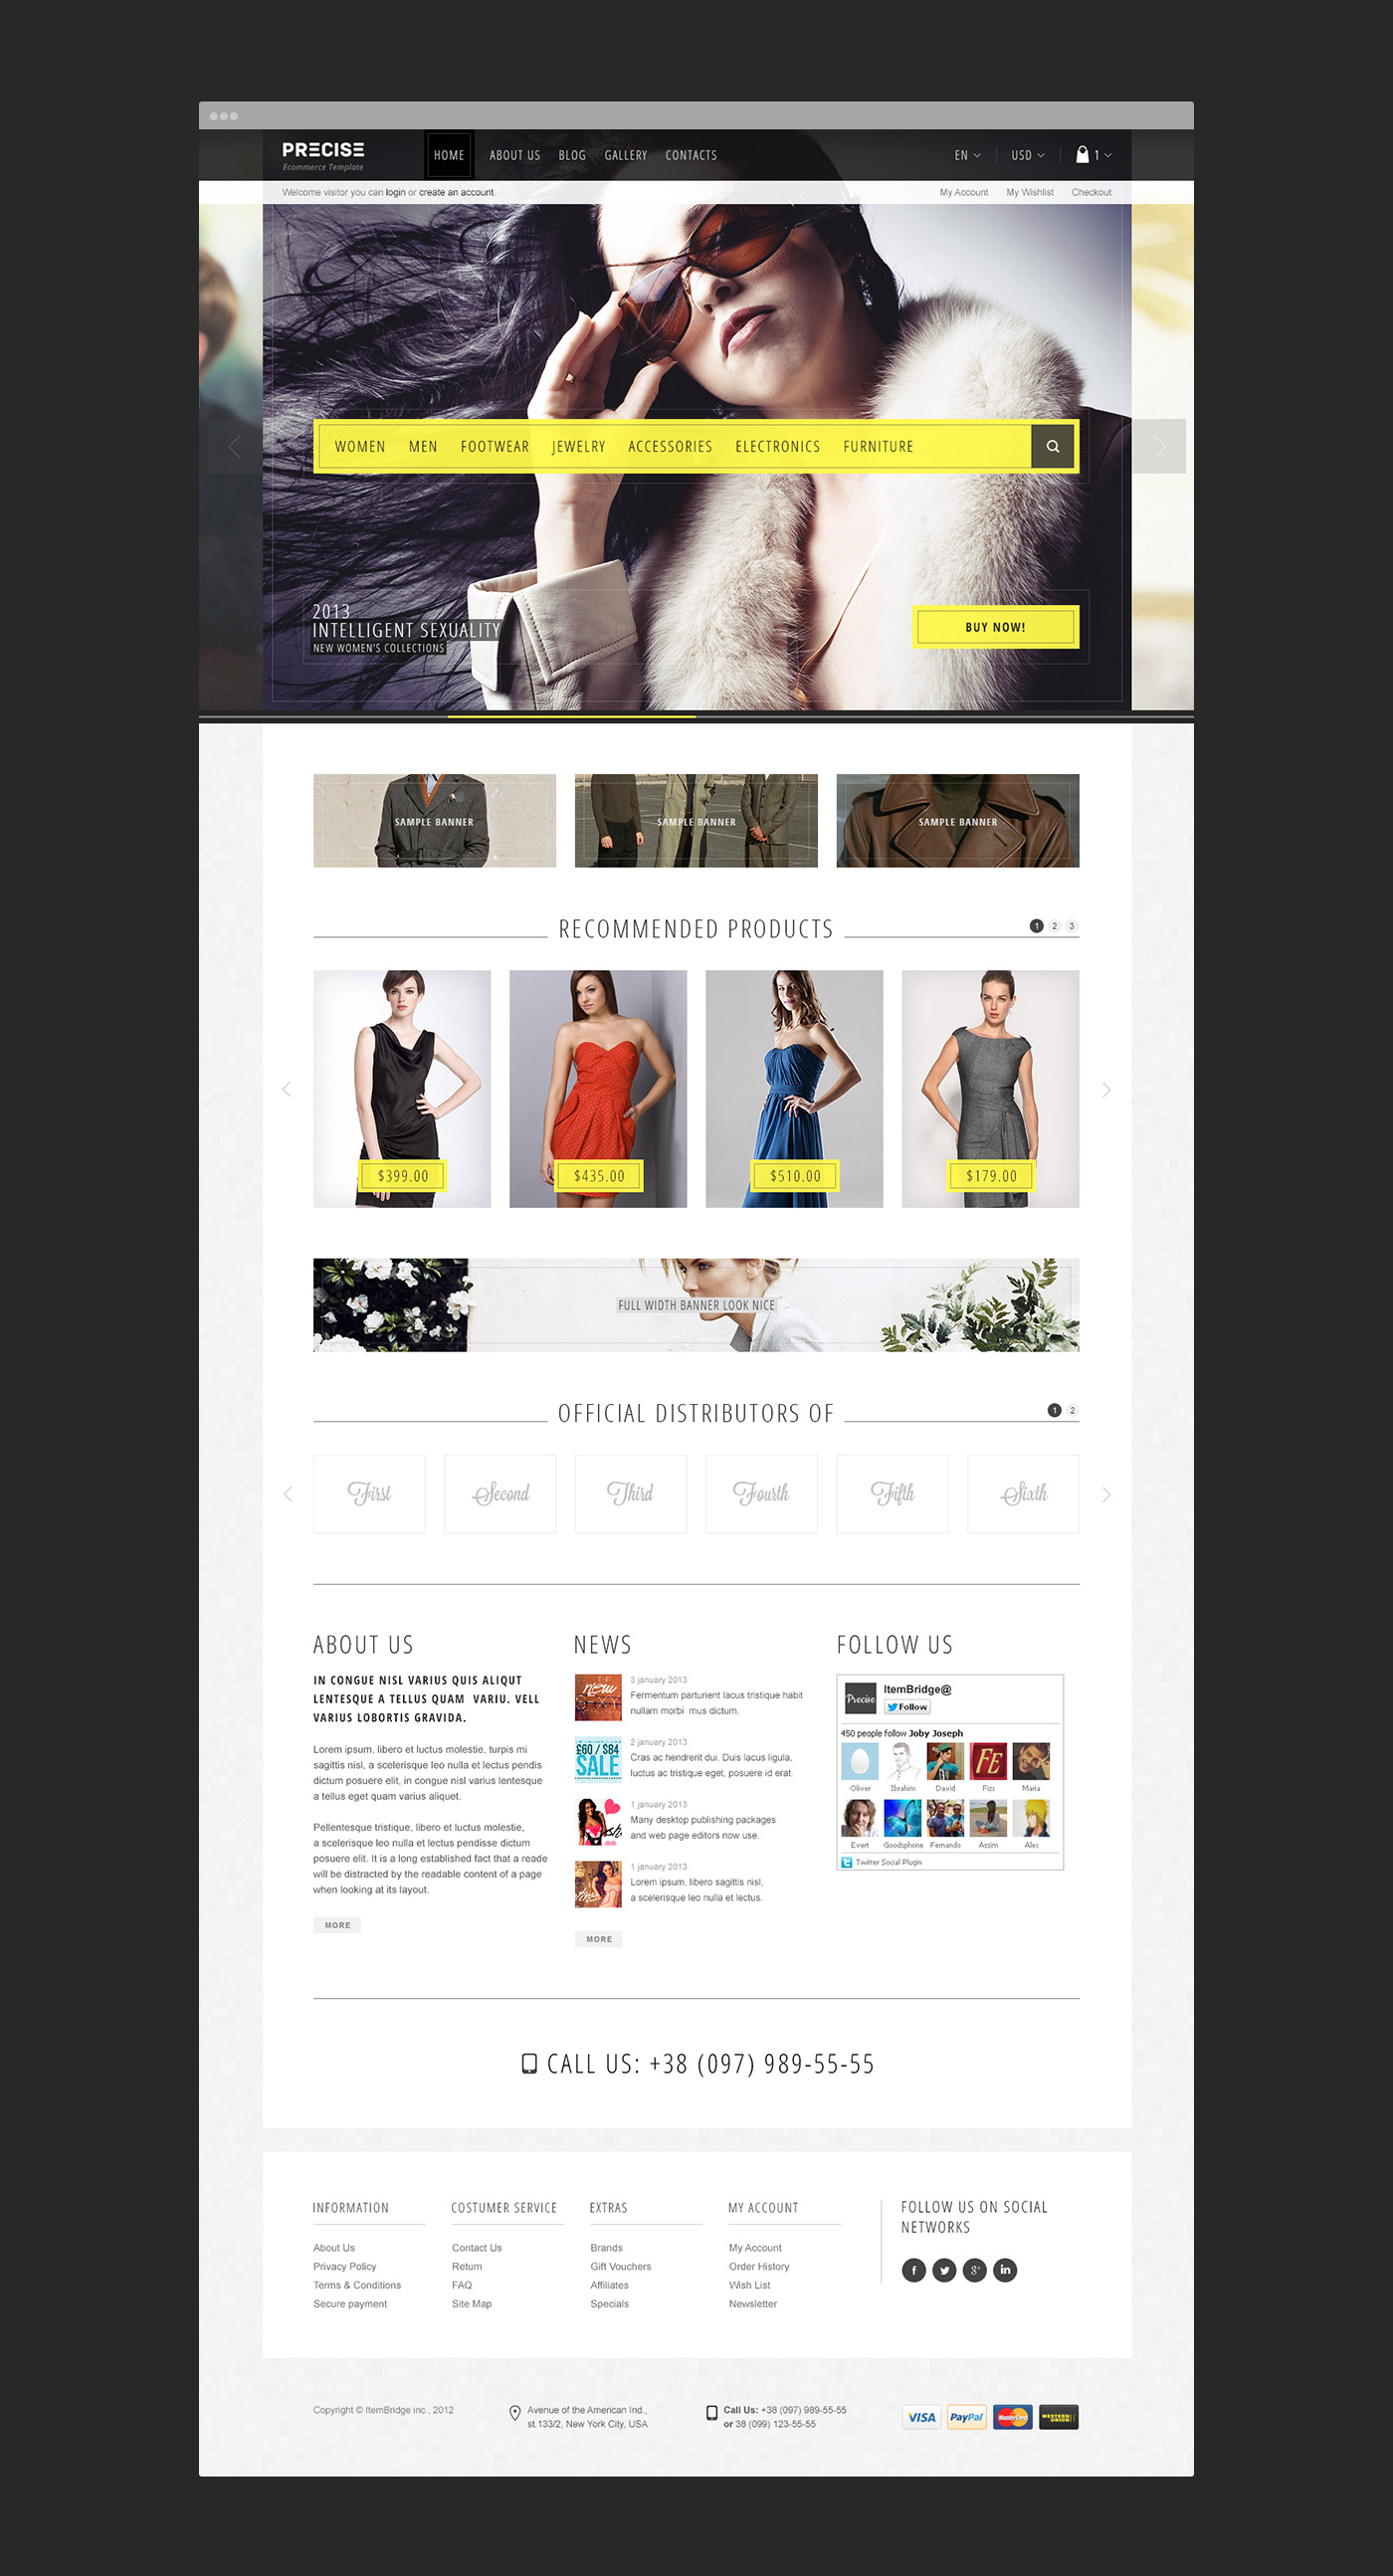 PRECISE
Ecommerce Template
HOME
ABOUT US
BLOG
GALLERY
CONTACTS
EN
USD
1
Welcome visitor you can login or create an account.
My Account
My Wishlist
Checkout
WOMEN
MEN
FOOTWEAR
JEWELRY
ACCESSORIES
ELECTRONICS
FURNITURE
2013
INTELLIGENT SEXUALITY
NEW WOMEN'S COLLECTIONS
BUY NOW!
SAMPLE BANNER
SAMPLE BANNER
SAMPLE BANNER
RECOMMENDED PRODUCTS
1 2 3
$399.00
$435.00
$510.00
$179.00
FULL WIDTH BANNER LOOK NICE
OFFICIAL DISTRIBUTORS OF
1 2
First
Second
Third
Fourth
Fifth
Sixth
ABOUT US
IN CONGUE NISL VARIUS QUIS ALIQUT
LENTESQUE A TELLUS QUAM VARIU. VELL
VARIUS LOBORTIS GRAVIDA.
Lorem ipsum, libero et luctus molestie, turpis mi
sagittis nisl, a scelerisque leo nulla et lectus pendis
dictum posuere elit, in congue nisl varius lentesque
a tellus eget quam varius aliquet.
Pellentesque tristique, libero et luctus molestie,
a scelerisque leo nulla et lectus pendisse dictum
posuere elit. It is a long established fact that a reade
will be distracted by the readable content of a page
when looking at its layout.
MORE
NEWS
now
SEXY
3 january 2013
Fermentum parturient lacus tristique habit
nullam morbi mus dictum.
£60 / $84
SALE
2 january 2013
Cras ac hendrerit dui. Duis lacus ligula,
luctus ac tristique eget, posuere id erat.
1 january 2013
Many desktop publishing packages
and web page editors now use.
1 january 2013
Lorem ipsum, libero sagittis nisl,
a scelerisque leo nulla et lectus.
MORE
FOLLOW US
Precise
ItemBridge@
Follow
450 people follow Joby Joseph
Oliver
Ibrahim
David
FE
Fizx
Maria
Evert
Goodsphone
Fernando
Assim
Alex
Twitter Social Plugin
CALL US: +38 (097) 989-55-55
INFORMATION
About Us
Privacy Policy
Terms & Conditions
Secure payment
COSTUMER SERVICE
Contact Us
Return
FAQ
Site Map
EXTRAS
Brands
Gift Vouchers
Affiliates
Specials
MY ACCOUNT
My Account
Order History
Wish List
Newsletter
FOLLOW US ON SOCIAL
NETWORKS
f
g+
in
Copyright © ItemBridge inc., 2012
Avenue of the American Ind.,
st.133/2, New York City, USA
Call Us: +38 (097) 989-55-55
or 38 (099) 123-55-55
VISA
PayPal
MasterCard
WESTERN
UNION